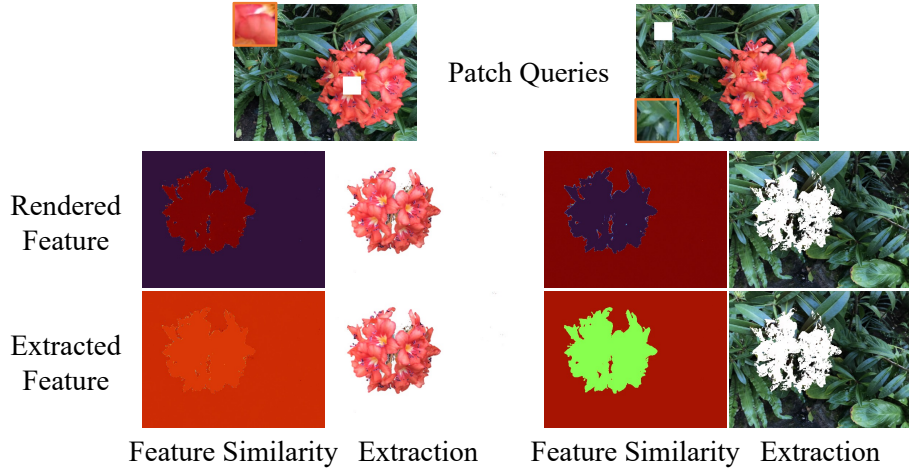 Patch Queries
Rendered
Feature
Extracted
Feature
Feature Similarity Extraction Feature Similarity Extraction